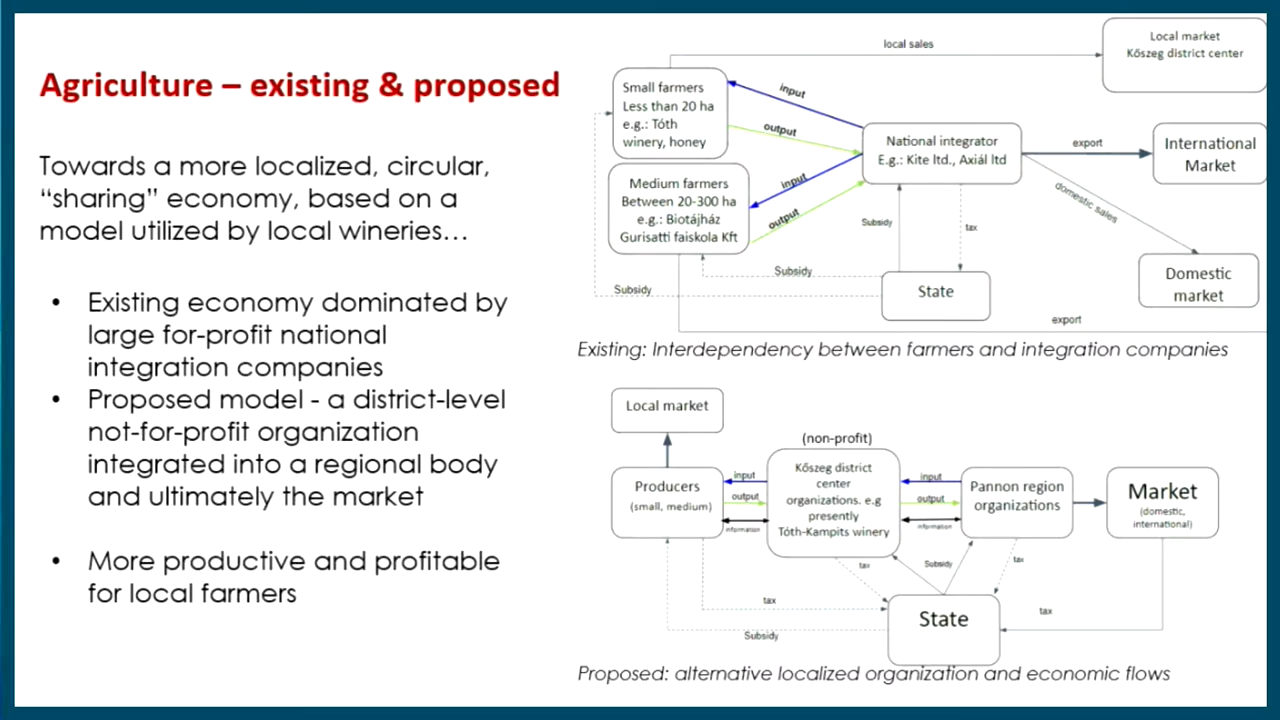 Agriculture – existing & proposed
Towards a more localized, circular,
“sharing” economy, based on a
model utilized by local wineries...
• Existing economy dominated by
large for-profit national
integration companies
• Proposed model - a district-level
not-for-profit organization
integrated into a regional body
and ultimately the market
• More productive and profitable
for local farmers
local sales
Local market
Kőszeg district center
Small farmers
Less than 20 ha
e.g.: Tóth
winery, honey
input
output
National integrator
E.g.: Kite ltd., Axiál ltd
export
International
Market
Medium farmers
Between 20-300 ha
e.g.: Biotájház
Gurisatti faiskola Kft
input
output
domestic sales
Subsidy
tax
Subsidy
Subsidy
State
Domestic
market
export
Existing: Interdependency between farmers and integration companies
Local market
(non-profit)
Producers
(small, medium)
input
output
information
Kőszeg district
center
organizations. e.g
presently
Tóth-Kampits winery
input
output
information
Pannon region
organizations
Market
(domestic,
international)
tax
Subsidy
tax
tax
Subsidy
State
tax
Proposed: alternative localized organization and economic flows